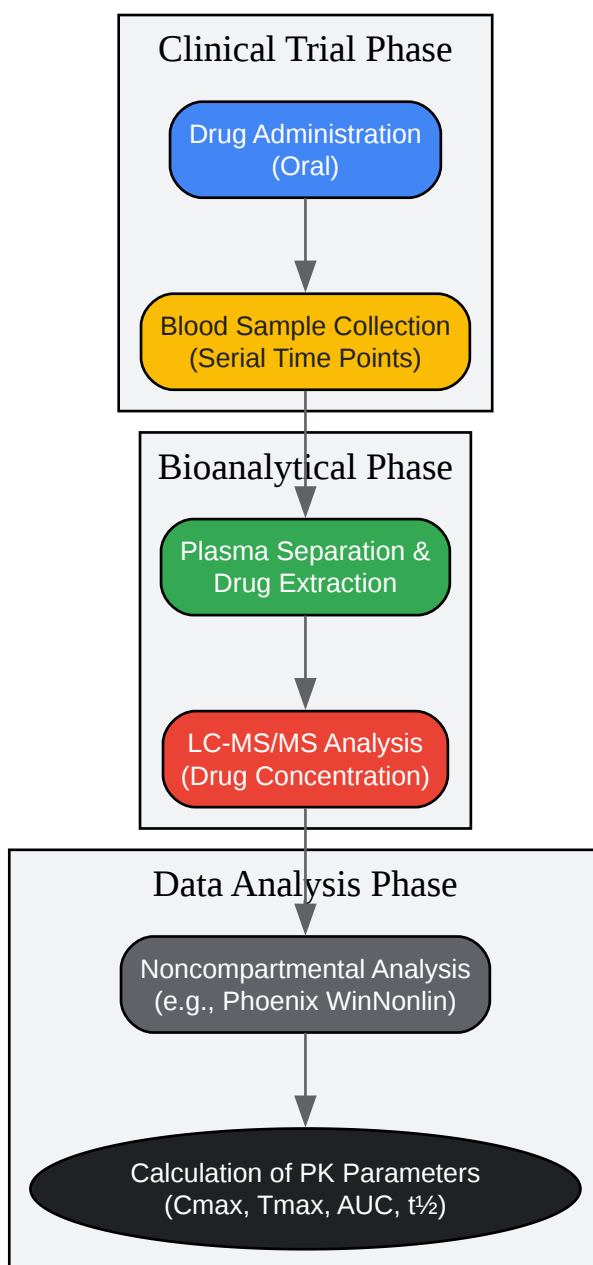 Clinical Trial Phase
Drug Administration
(Oral)
Blood Sample Collection
(Serial Time Points)
Bioanalytical Phase
Plasma Separation &
Drug Extraction
LC-MS/MS Analysis
(Drug Concentration)
Data Analysis Phase
Noncompartmental Analysis
(e.g., Phoenix WinNonlin)
Calculation of PK Parameters
(Cmax, Tmax, AUC, t½)